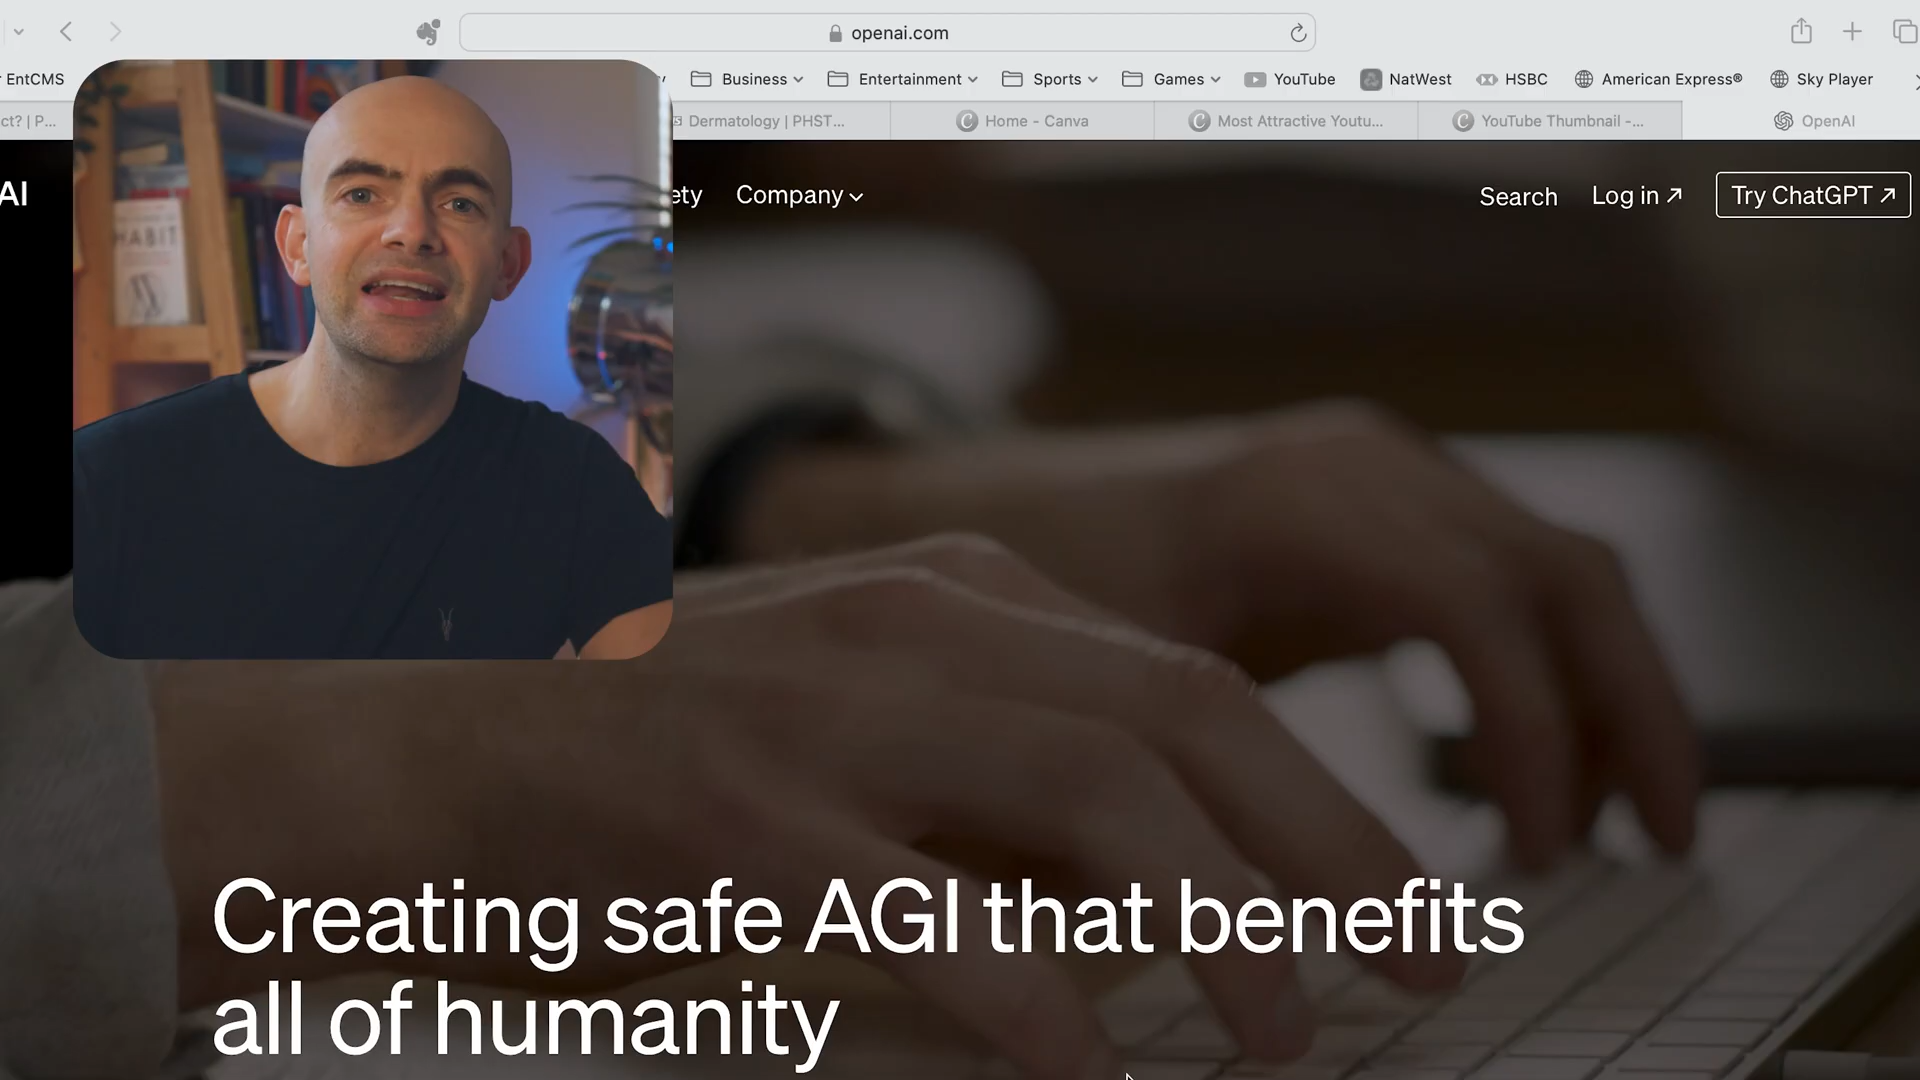 openai.com
EntCMS
Business
Entertainment
Sports
Games
YouTube
NatWest
HSBC
American Express®
Sky Player
ct? | P...
Dermatology | PHST...
Home - Canva
Most Attractive Youtu...
YouTube Thumbnail -...
OpenAI
AI
ety
Company
Search
Log in
Try ChatGPT
HABIT
Creating safe AGI that benefits
all of humanity